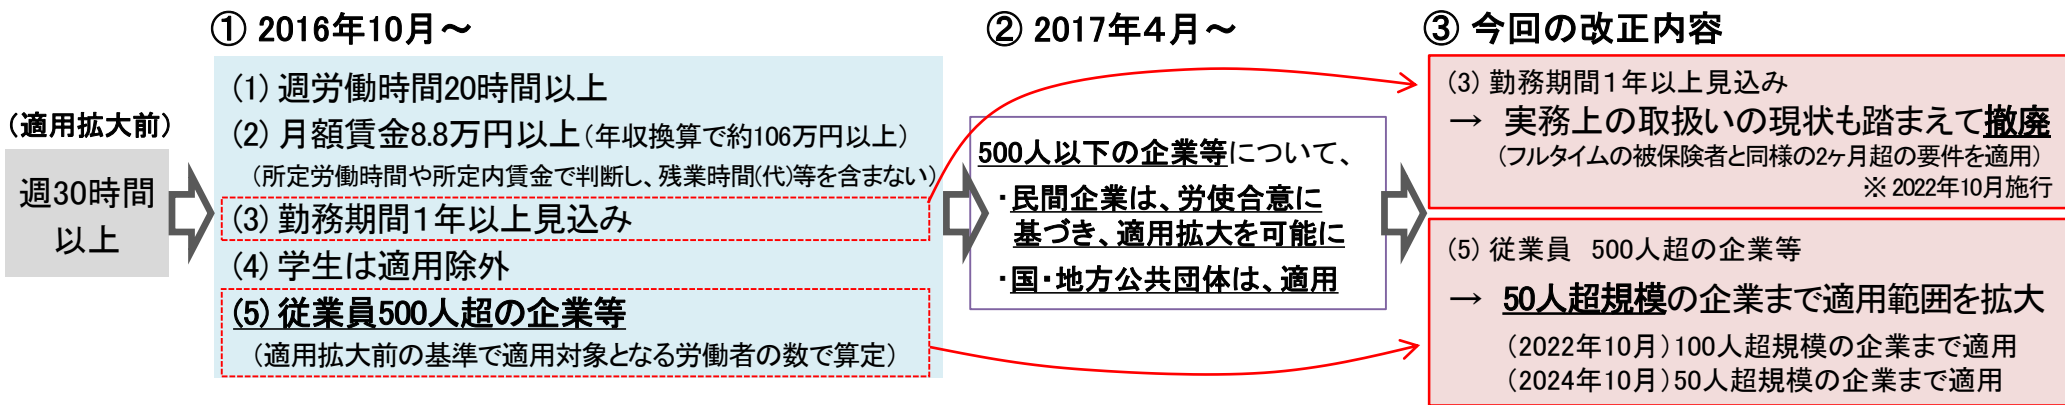 (適用拡大前)
週30時間
以上
① 2016年10月～
(1) 週労働時間20時間以上
(2) 月額賃金8.8万円以上(年収換算で約106万円以上)
(所定労働時間や所定内賃金で判断し、残業時間(代)等を含まない)
(3) 勤務期間１年以上見込み
(4) 学生は適用除外
(5) 従業員500人超の企業等
(適用拡大前の基準で適用対象となる労働者の数で算定)
② 2017年４月～
500人以下の企業等について、
・民間企業は、労使合意に
基づき、適用拡大を可能に
・国・地方公共団体は、適用
③ 今回の改正内容
(3) 勤務期間１年以上見込み
→ 実務上の取扱いの現状も踏まえて撤廃
(フルタイムの被保険者と同様の2ヶ月超の要件を適用)
※ 2022年10月施行
(5) 従業員 500人超の企業等
→ 50人超規模の企業まで適用範囲を拡大
(2022年10月)100人超規模の企業まで適用
(2024年10月)50人超規模の企業まで適用